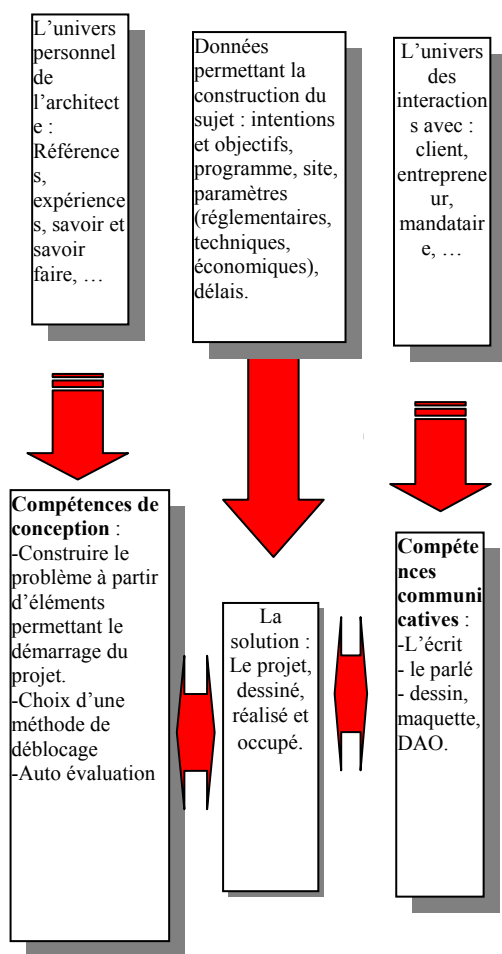 L’univers
personnel
de
l’architect
e :
Référence
s,
expérience
s, savoir et
savoir
faire, …
Données
permettant la
construction du
sujet : intentions
et objectifs,
programme, site,
paramètres
(réglementaires,
techniques,
économiques),
délais.
L’univers
des
interaction
s avec :
client,
entreprene
ur,
mandatair
e, …
Compétences de
conception :
-Construire le
problème à partir
d’éléments
permettant le
démarrage du
projet.
-Choix d’une
méthode de
déblocage
-Auto évaluation
La
solution :
Le projet,
dessiné,
réalisé et
occupé.
Compéte
nces
communi
catives :
-L’écrit
- le parlé
- dessin,
maquette,
DAO.